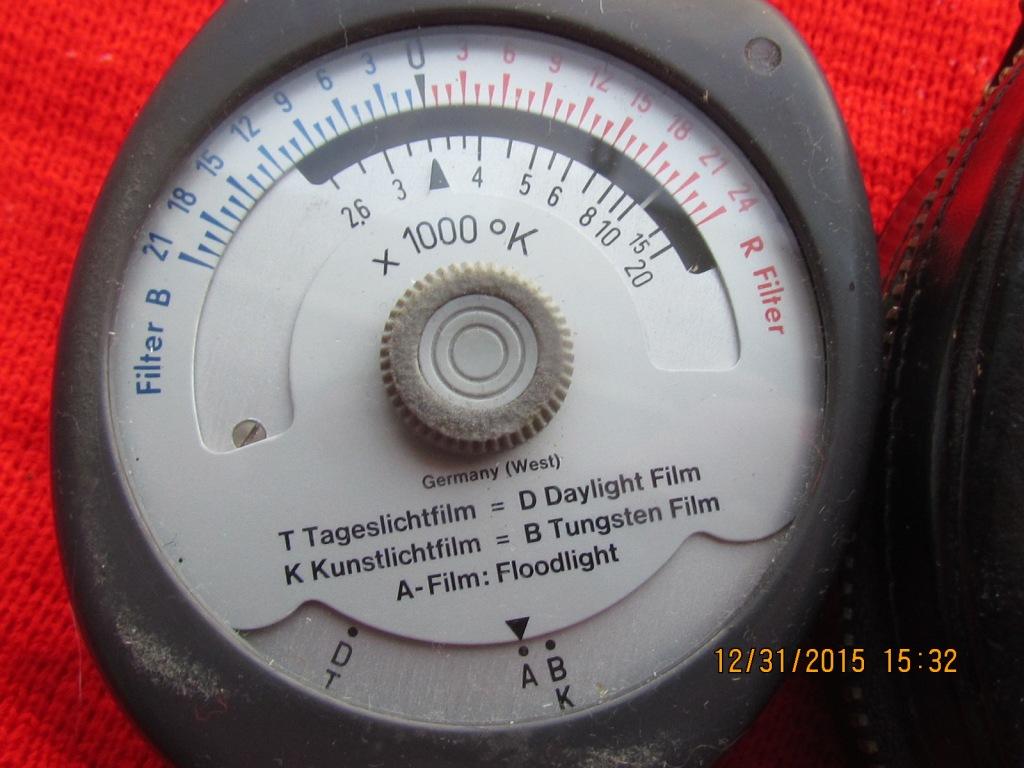 21 18 15 12 9 6 3 0 3 6 9 12 15 18 21 24
Filter B
R Filter
2.6 3 4 5 6 8 10 15 20
x 1000 °K
Germany (West)
T Tageslichtfilm = D Daylight Film
K Kunstlichtfilm = B Tungsten Film
A-Film: Floodlight
D A B
T K
12/31/2015 15:32